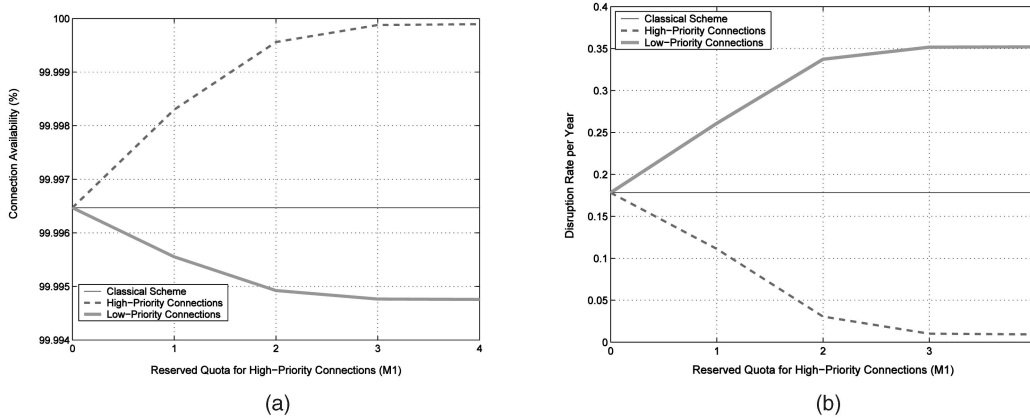 100
99.999
99.998
99.997
99.996
99.995
99.994
Connection Availability (%)
Classical Scheme
High-Priority Connections
Low-Priority Connections
0 1 2 3 4
Reserved Quota for High-Priority Connections (M1)
(a)
0.4
0.35
0.3
0.25
0.2
0.15
0.1
0.05
0
Disruption Rate per Year
Classical Scheme
High-Priority Connections
Low-Priority Connections
0 1 2 3
Reserved Quota for High-Priority Connections (M1)
(b)